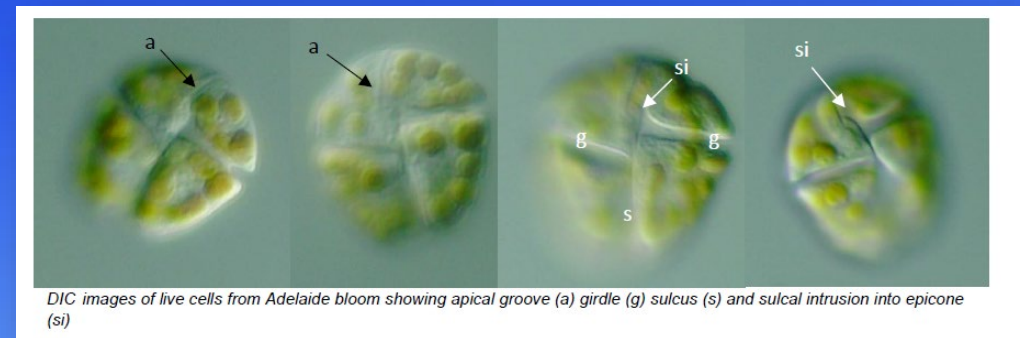 a
a
si
si
g
g
s
DIC images of live cells from Adelaide bloom showing apical groove (a) girdle (g) sulcus (s) and sulcal intrusion into epicone
(si)